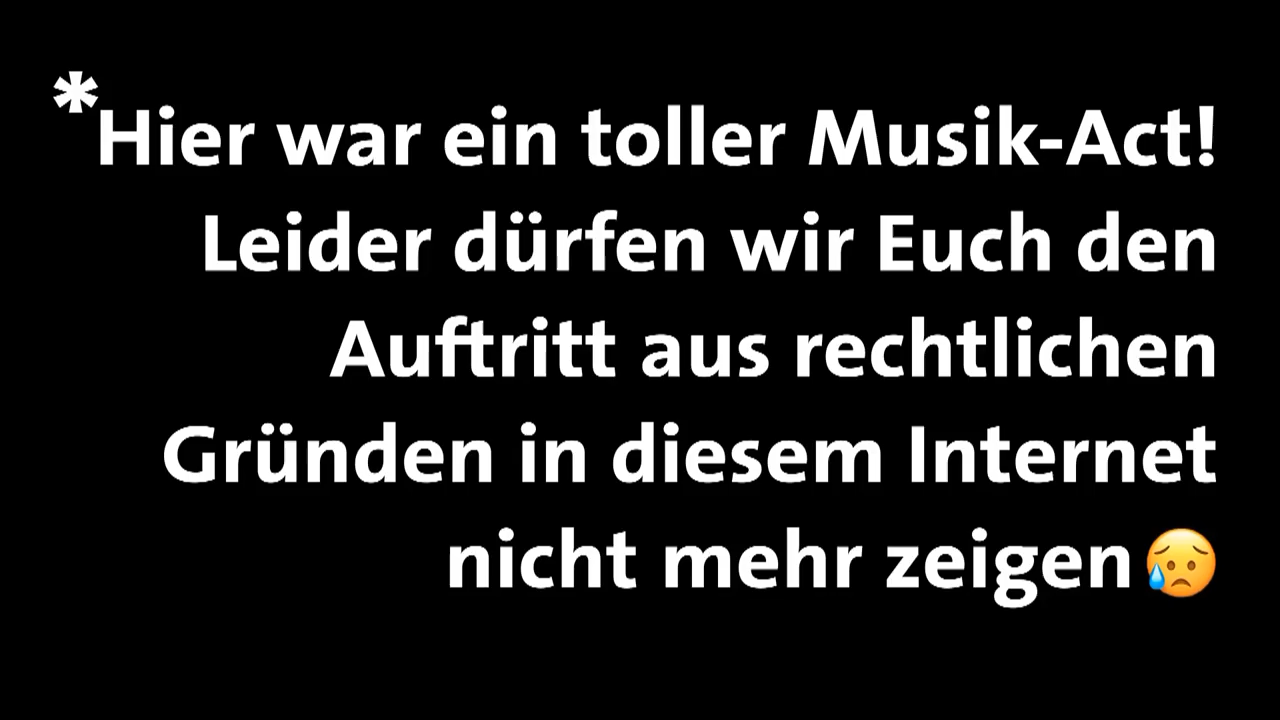 *Hier war ein toller Musik-Act!
Leider dürfen wir Euch den
Auftritt aus rechtlichen
Gründen in diesem Internet
nicht mehr zeigen😥